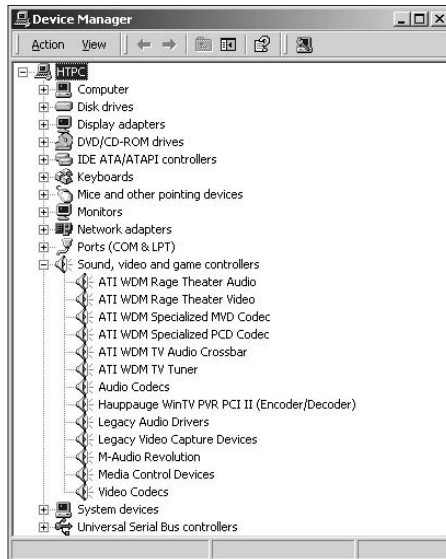 Device Manager
Action View
HTPC
Computer
Disk drives
Display adapters
DVD/CD-ROM drives
IDE ATA/ATAPI controllers
Keyboards
Mice and other pointing devices
Monitors
Network adapters
Ports (COM & LPT)
Sound, video and game controllers
ATI WDM Rage Theater Audio
ATI WDM Rage Theater Video
ATI WDM Specialized MVD Codec
ATI WDM Specialized PCD Codec
ATI WDM TV Audio Crossbar
ATI WDM TV Tuner
Audio Codecs
Hauppauge WinTV PVR PCI II (Encoder/Decoder)
Legacy Audio Drivers
Legacy Video Capture Devices
M-Audio Revolution
Media Control Devices
Video Codecs
System devices
Universal Serial Bus controllers